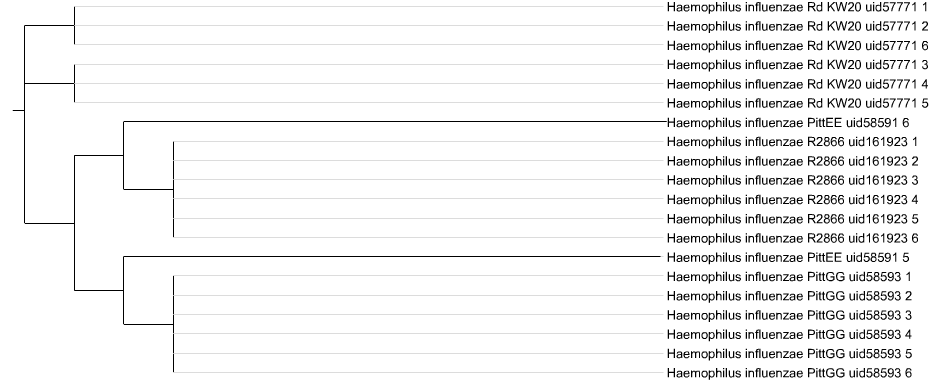 Haemophilus influenzae Rd KW20 uid57771 1
Haemophilus influenzae Rd KW20 uid57771 2
Haemophilus influenzae Rd KW20 uid57771 6
Haemophilus influenzae Rd KW20 uid57771 3
Haemophilus influenzae Rd KW20 uid57771 4
Haemophilus influenzae Rd KW20 uid57771 5
Haemophilus influenzae PittEE uid58591 6
Haemophilus influenzae R2866 uid161923 1
Haemophilus influenzae R2866 uid161923 2
Haemophilus influenzae R2866 uid161923 3
Haemophilus influenzae R2866 uid161923 4
Haemophilus influenzae R2866 uid161923 5
Haemophilus influenzae R2866 uid161923 6
Haemophilus influenzae PittEE uid58591 5
Haemophilus influenzae PittGG uid58593 1
Haemophilus influenzae PittGG uid58593 2
Haemophilus influenzae PittGG uid58593 3
Haemophilus influenzae PittGG uid58593 4
Haemophilus influenzae PittGG uid58593 5
Haemophilus influenzae PittGG uid58593 6